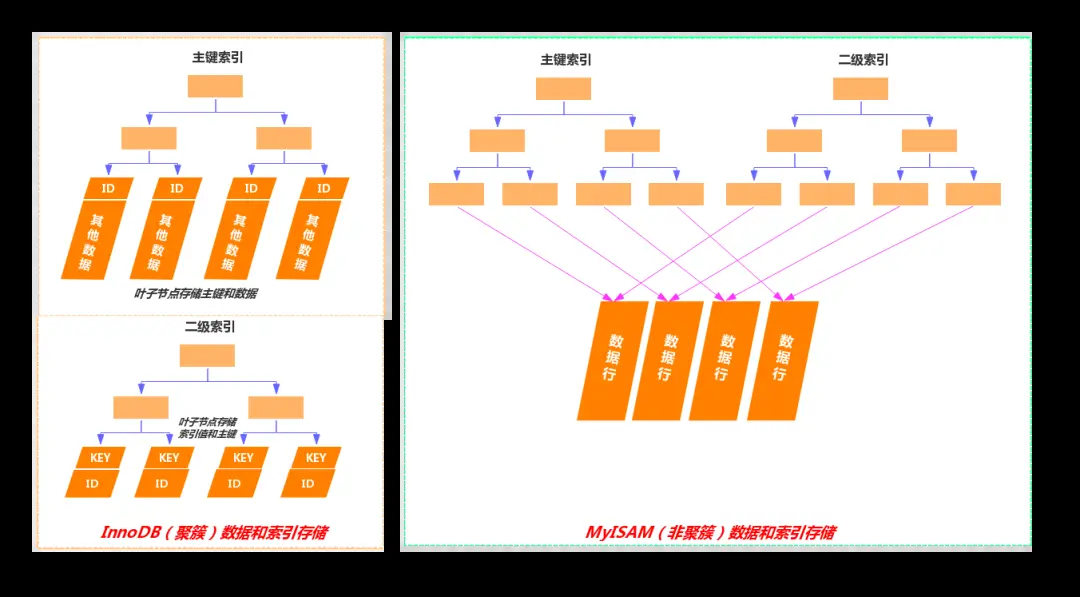 主键索引
ID
ID
ID
ID
其他数据
其他数据
其他数据
其他数据
叶子节点存储主键和数据
二级索引
叶子节点存储
索引值和主键
KEY
KEY
KEY
KEY
ID
ID
ID
ID
InnoDB（聚簇）数据和索引存储
主键索引
二级索引
数据行
数据行
数据行
数据行
MyISAM（非聚簇）数据和索引存储